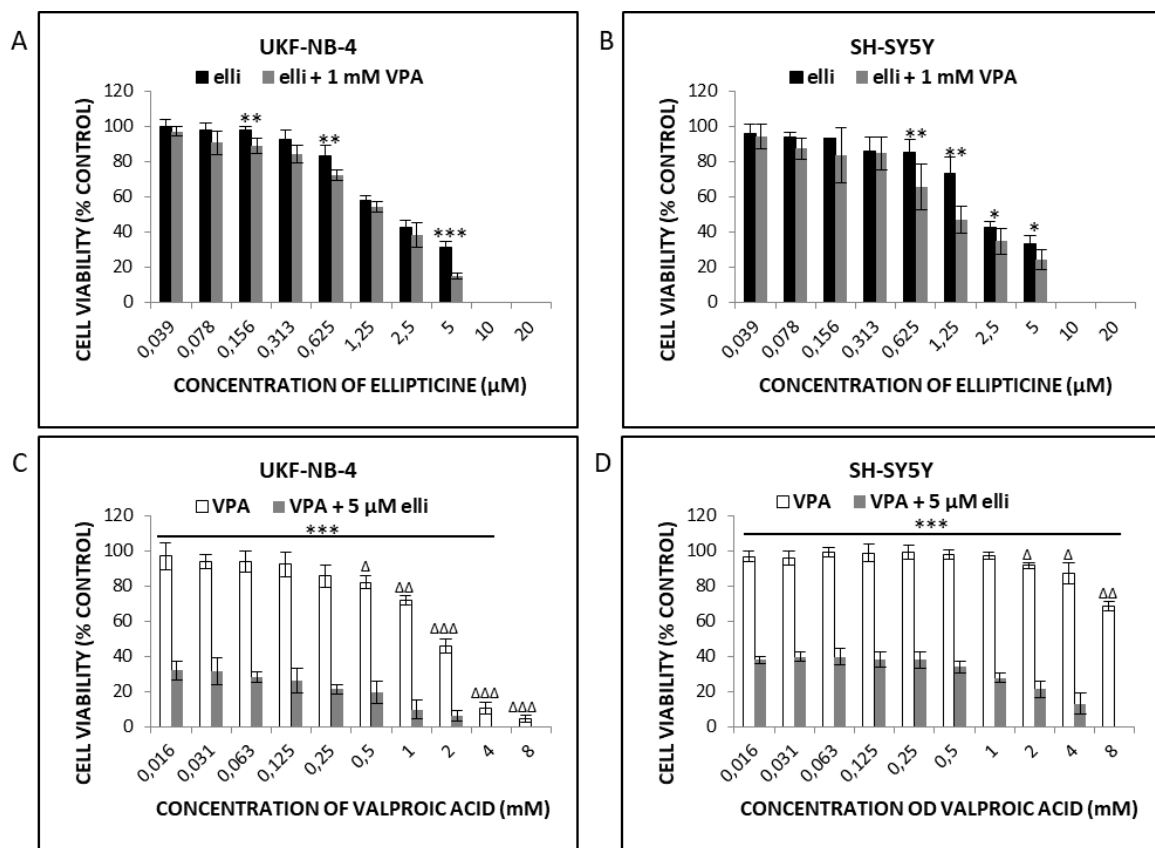 A
UKF-NB-4
elli elli + 1 mM VPA
CELL VIABILITY (% CONTROL)
120
100
80
60
40
20
0
** ** ***
0,039 0,078 0,156 0,313 0,625 1,25 2,5 5 10 20
CONCENTRATION OF ELLIPTICINE (µM)
B
SH-SY5Y
elli elli + 1 mM VPA
CELL VIABILITY (% CONTROL)
120
100
80
60
40
20
0
** ** * *
0,039 0,078 0,156 0,313 0,625 1,25 2,5 5 10 20
CONCENTRATION OF ELLIPTICINE (µM)
C
UKF-NB-4
VPA VPA + 5 µM elli
CELL VIABILITY (% CONTROL)
120
100
80
60
40
20
0
***
Δ ΔΔ ΔΔΔ ΔΔΔ ΔΔΔ
0,016 0,031 0,063 0,125 0,25 0,5 1 2 4 8
CONCENTRATION OF VALPROIC ACID (mM)
D
SH-SY5Y
VPA VPA + 5 µM elli
CELL VIABILITY (% CONTROL)
120
100
80
60
40
20
0
***
Δ Δ ΔΔ
0,016 0,031 0,063 0,125 0,25 0,5 1 2 4 8
CONCENTRATION OD VALPROIC ACID (mM)